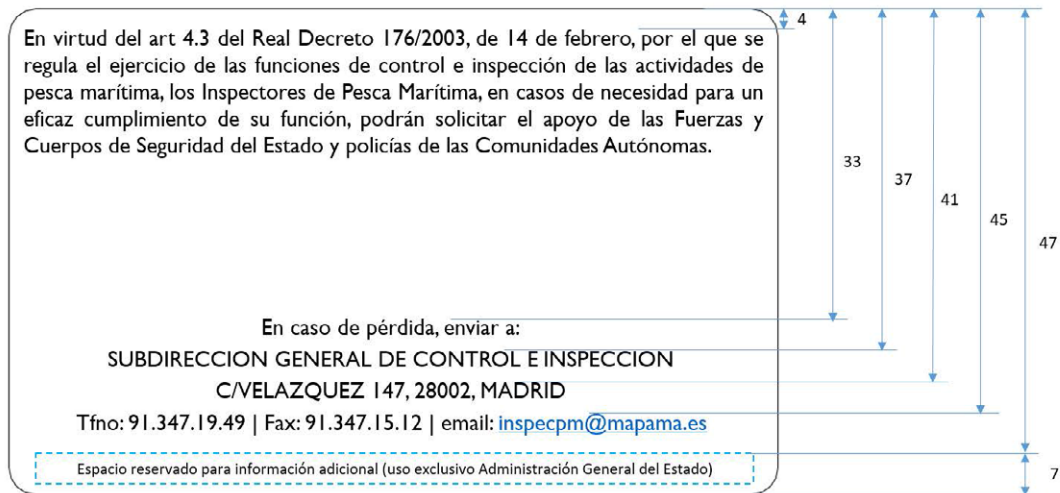 4
En virtud del art 4.3 del Real Decreto 176/2003, de 14 de febrero, por el que se
regula el ejercicio de las funciones de control e inspección de las actividades de
pesca marítima, los Inspectores de Pesca Marítima, en casos de necesidad para un
eficaz cumplimiento de su función, podrán solicitar el apoyo de las Fuerzas y
Cuerpos de Seguridad del Estado y policías de las Comunidades Autónomas.
33
37
41
45
47
En caso de pérdida, enviar a:
SUBDIRECCION GENERAL DE CONTROL E INSPECCION
C/VELAZQUEZ 147, 28002, MADRID
Tfno: 91.347.19.49 | Fax: 91.347.15.12 | email: inspecpm@mapama.es
Espacio reservado para información adicional (uso exclusivo Administración General del Estado)
7